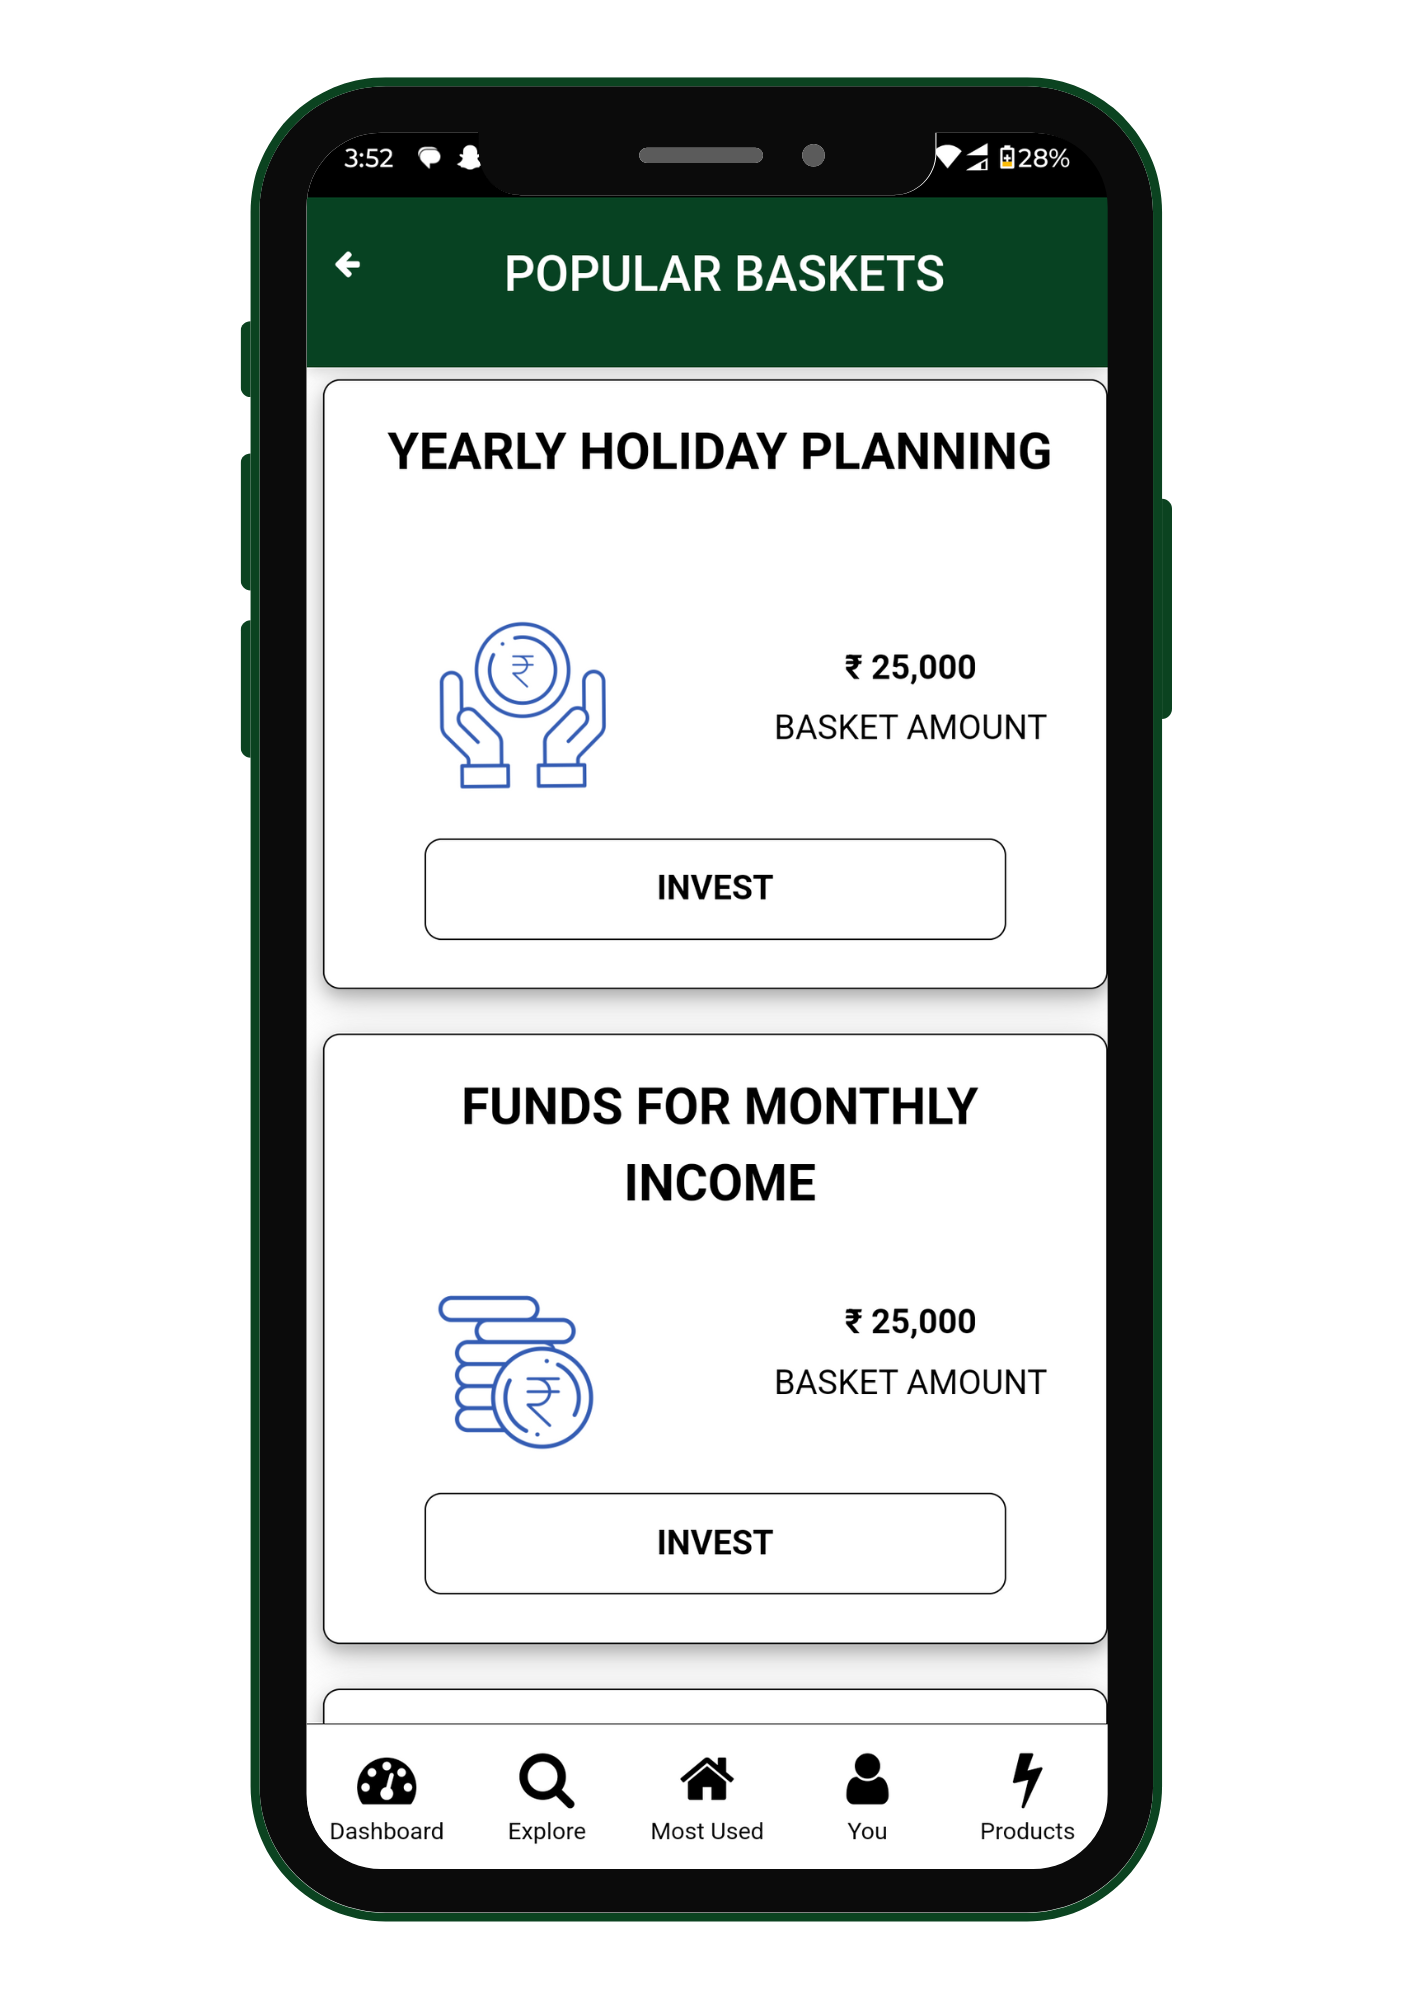 3:52
28%
POPULAR BASKETS
YEARLY HOLIDAY PLANNING
₹
₹ 25,000
BASKET AMOUNT
INVEST
FUNDS FOR MONTHLY
INCOME
₹ 25,000
BASKET AMOUNT
₹
INVEST
Dashboard
Explore
Most Used
You
Products